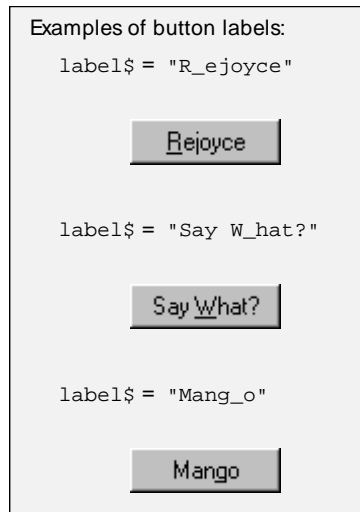 Examples of button labels:
label$ = "R_ejoyce"
Rejoyce
label$ = "Say W_hat?"
Say What?
label$ = "Mang_o"
Mango